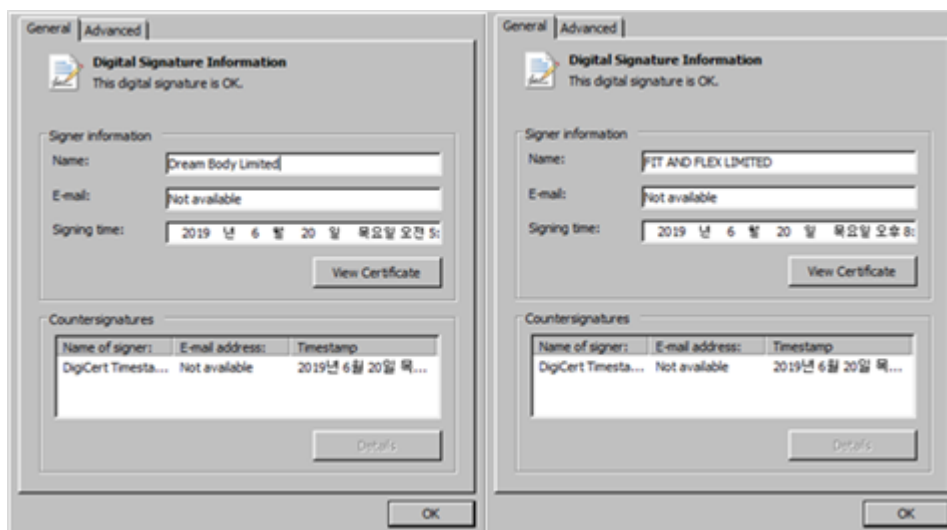 General Advanced
Digital Signature Information
This digital signature is OK.
Signer information
Name: Dream Body Limited
E-mail: Not available
Signing time: 2019 년 6 월 20 일 목요일 오전 5:
View Certificate
Countersignatures
Name of signer: E-mail address: Timestamp
DigiCert Timesta... Not available 2019년 6월 20일 목...
Details
OK
General Advanced
Digital Signature Information
This digital signature is OK.
Signer information
Name: FIT AND FLEX LIMITED
E-mail: Not available
Signing time: 2019 년 6 월 20 일 목요일 오후 8:
View Certificate
Countersignatures
Name of signer: E-mail address: Timestamp
DigiCert Timesta... Not available 2019년 6월 20일 목...
Details
OK